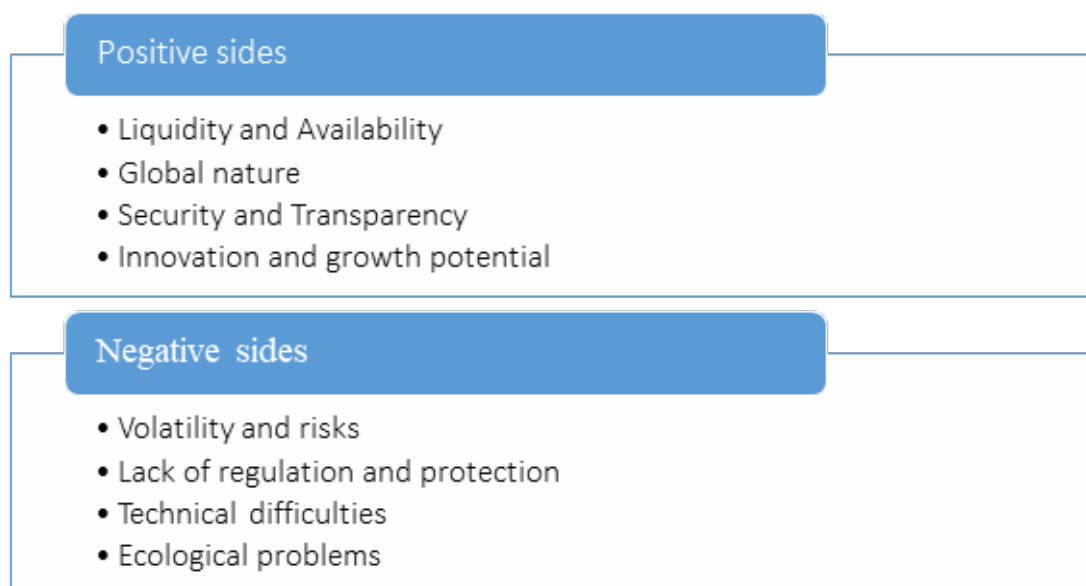 Positive sides
• Liquidity and Availability
• Global nature
• Security and Transparency
• Innovation and growth potential
Negative sides
• Volatility and risks
• Lack of regulation and protection
• Technical difficulties
• Ecological problems